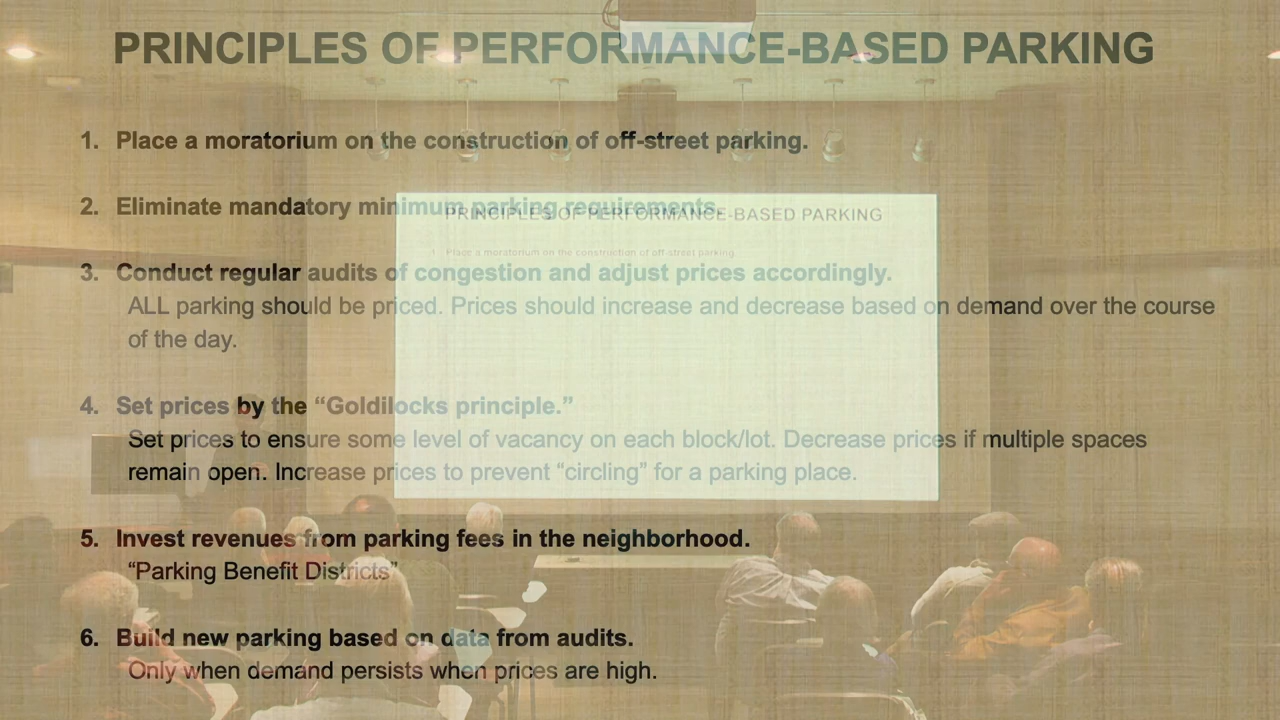 PRINCIPLES OF PERFORMANCE-BASED PARKING
1. Place a moratorium on the construction of off-street parking.
2. Eliminate mandatory minimum parking requirements.
PRINCIPLES OF PERFORMANCE-BASED PARKING
1. Place a moratorium on the construction of off-street parking.
3. Conduct regular audits of congestion and adjust prices accordingly.
ALL parking should be priced. Prices should increase and decrease based on demand over the course
of the day.
4. Set prices by the “Goldilocks principle.”
Set prices to ensure some level of vacancy on each block/lot. Decrease prices if multiple spaces
remain open. Increase prices to prevent “circling” for a parking place.
5. Invest revenues from parking fees in the neighborhood.
“Parking Benefit Districts”
6. Build new parking based on data from audits.
Only when demand persists when prices are high.